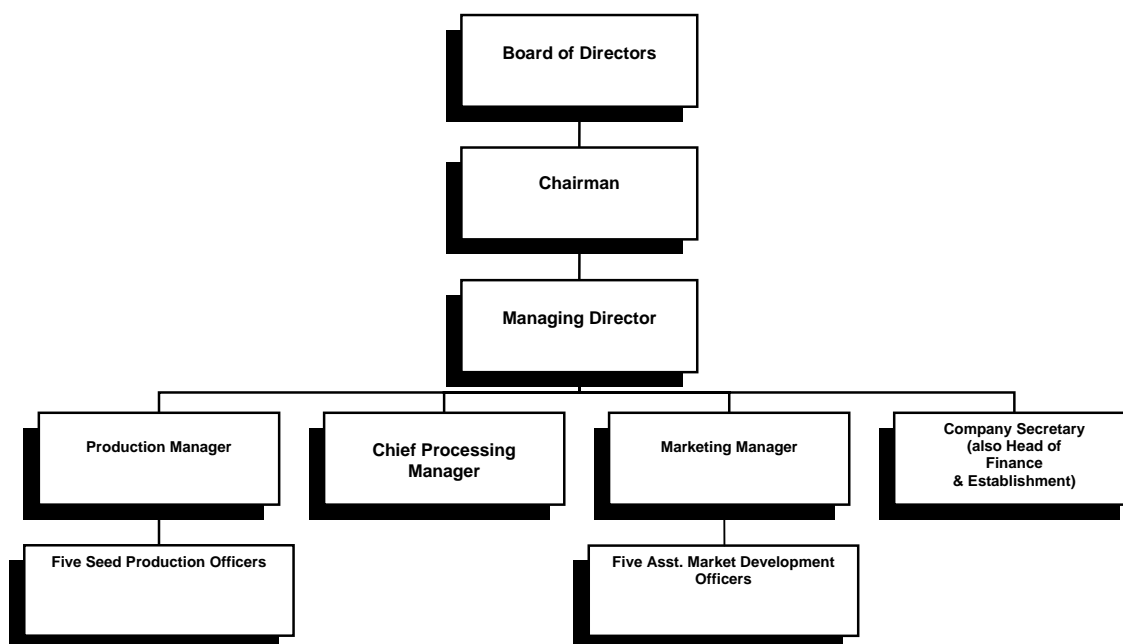 Board of Directors
Chairman
Managing Director
Production Manager
Chief Processing
Manager
Marketing Manager
Company Secretary
(also Head of
Finance
& Establishment)
Five Seed Production Officers
Five Asst. Market Development
Officers